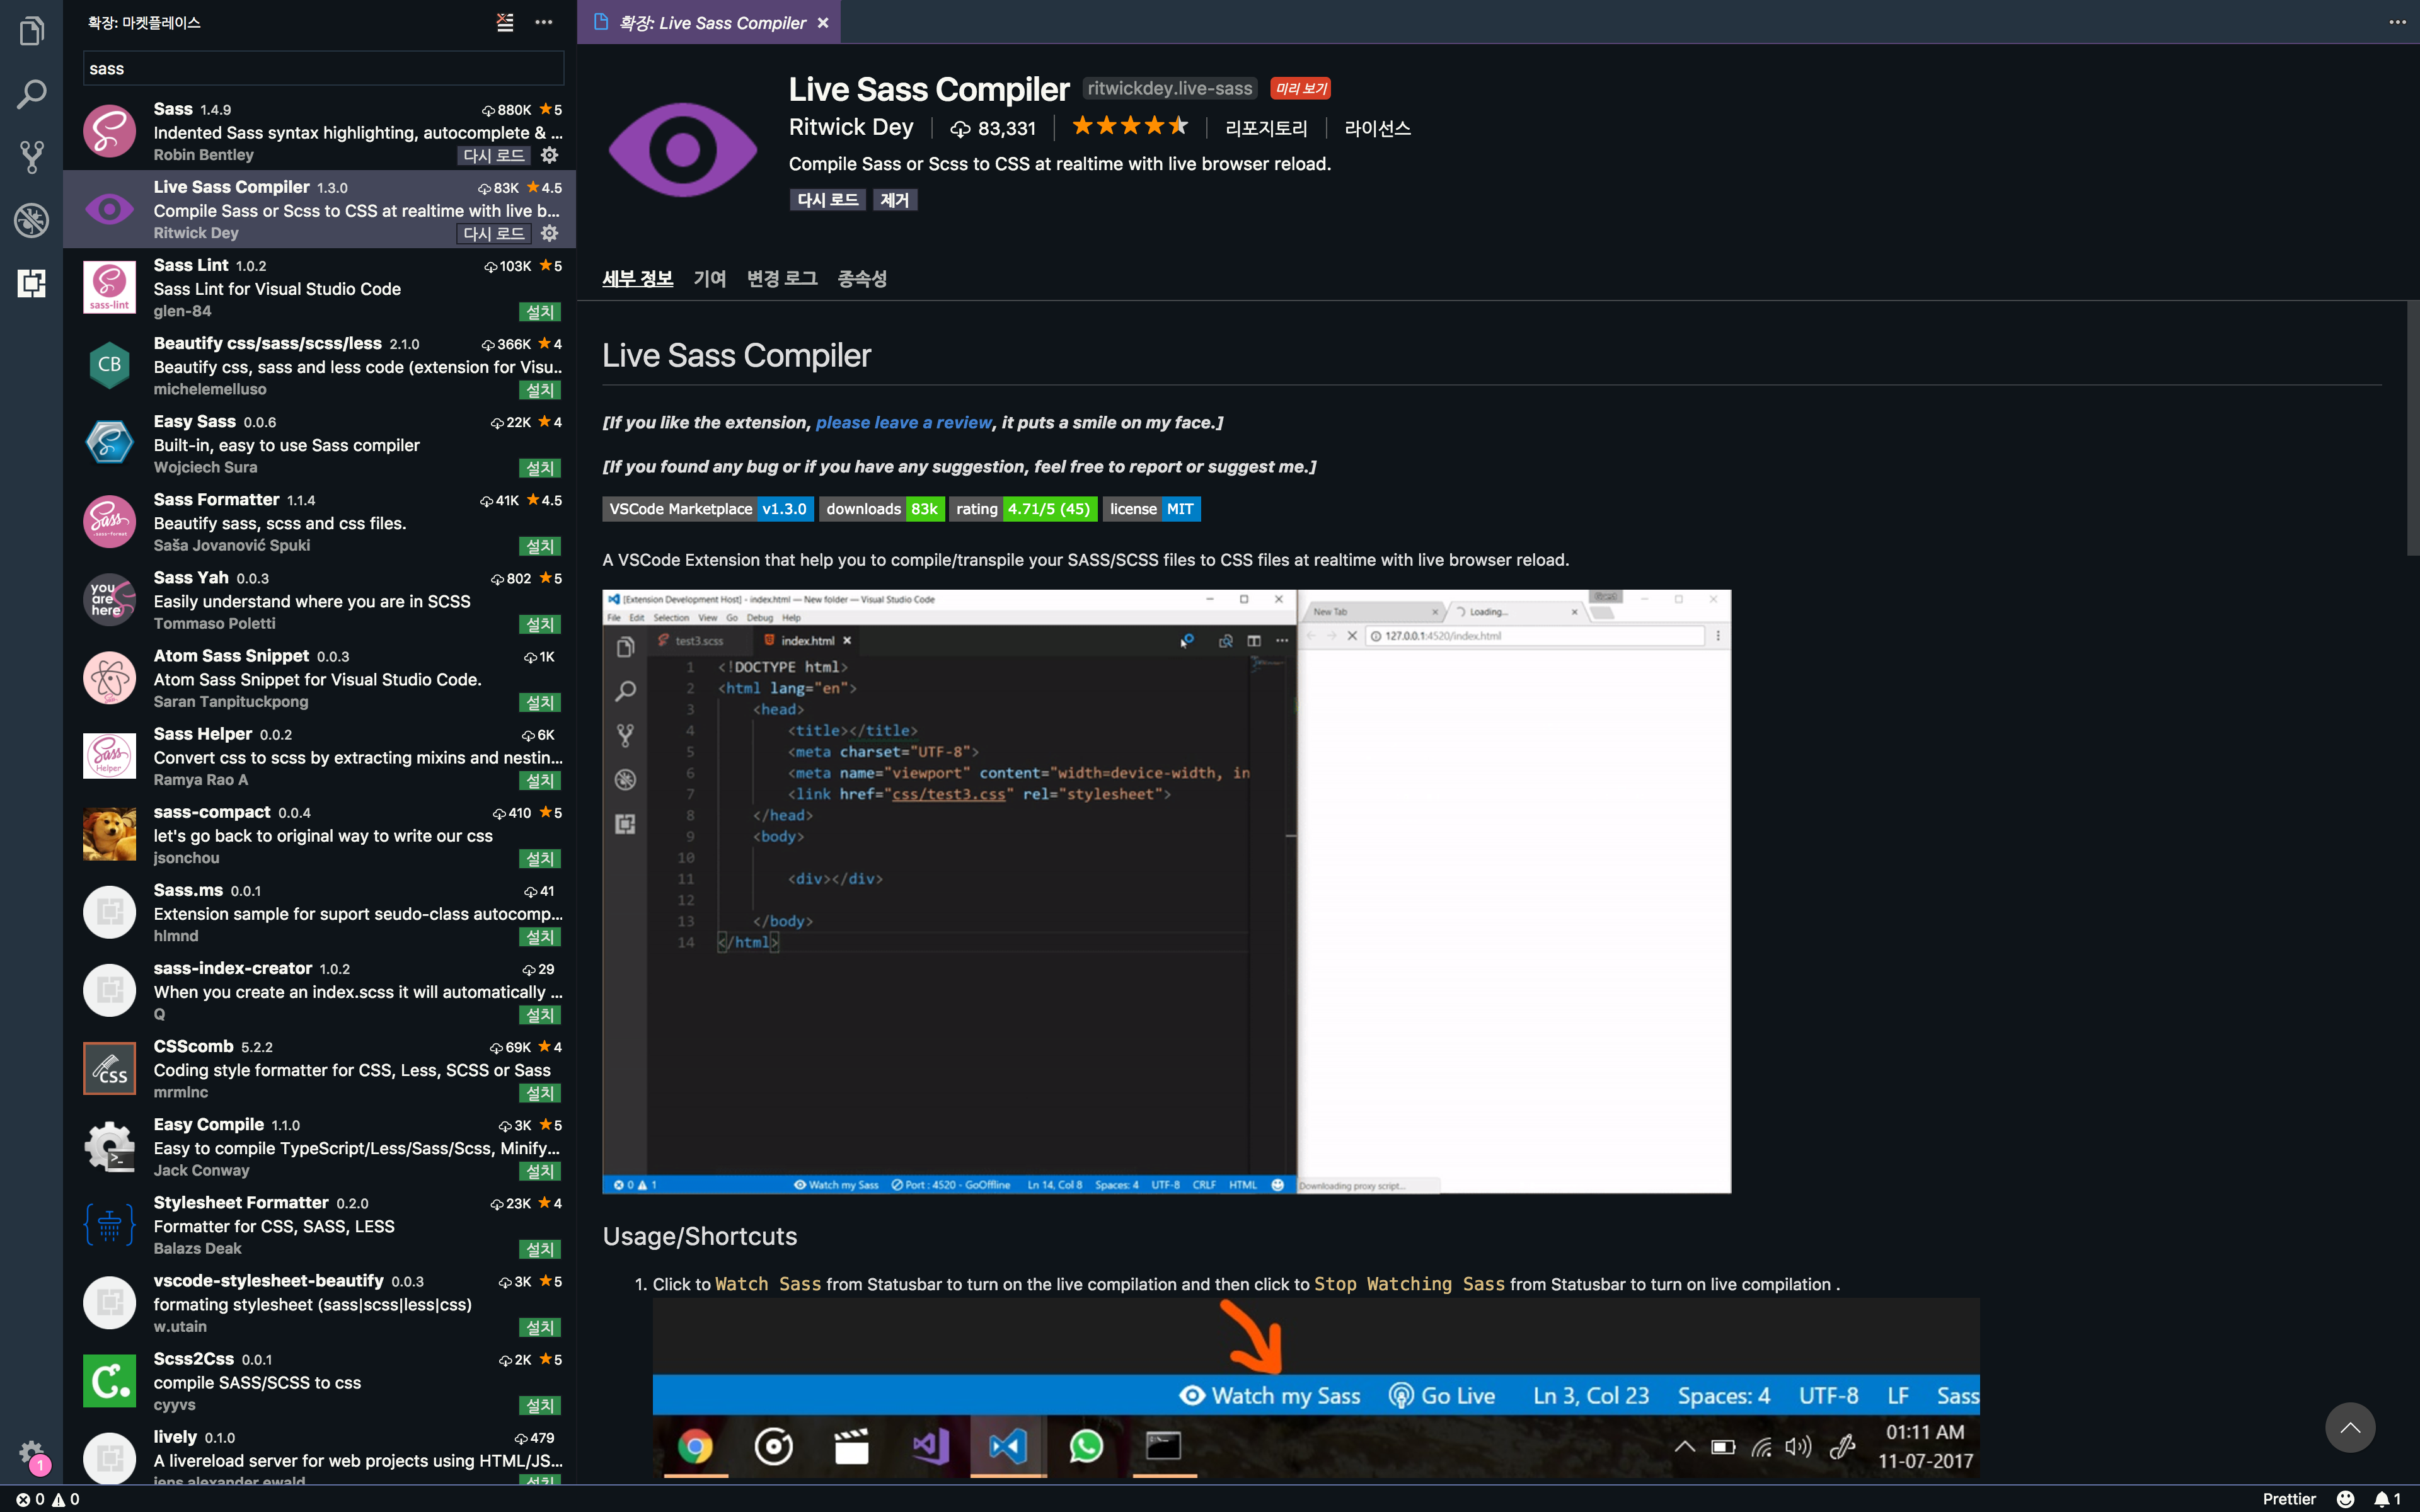 확장: 마켓플레이스
sass
Sass 1.4.9 880K ★5
Indented Sass syntax highlighting, autocomplete & ...
Robin Bentley 다시 로드
Live Sass Compiler 1.3.0 83K ★4.5
Compile Sass or Scss to CSS at realtime with live b...
Ritwick Dey 다시 로드
Sass Lint 1.0.2 103K ★5
Sass Lint for Visual Studio Code
glen-84 설치
sass-lint
Beautify css/sass/scss/less 2.1.0 366K ★4
Beautify css, sass and less code (extension for Visu...
michelemelluso 설치
CB
Easy Sass 0.0.6 22K ★4
Built-in, easy to use Sass compiler
Wojciech Sura 설치
Sass Formatter 1.1.4 41K ★4.5
Beautify sass, scss and css files.
Saša Jovanović Spuki 설치
Sass
Sass Yah 0.0.3 802 ★5
Easily understand where you are in SCSS
Tommaso Poletti 설치
you
are
here
Atom Sass Snippet 0.0.3 1K
Atom Sass Snippet for Visual Studio Code.
Saran Tanpituckpong 설치
Sass Helper 0.0.2 6K
Convert css to scss by extracting mixins and nestin...
Ramya Rao A 설치
Sass
Helper
sass-compact 0.0.4 410 ★5
let's go back to original way to write our css
jsonchou 설치
Sass.ms 0.0.1 41
Extension sample for suport seudo-class autocomp...
hlmnd 설치
sass-index-creator 1.0.2 29
When you create an index.scss it will automatically ...
Q 설치
CSScomb 5.2.2 69K ★4
Coding style formatter for CSS, Less, SCSS or Sass
mrmlnc 설치
CSS
Easy Compile 1.1.0 3K ★5
Easy to compile TypeScript/Less/Sass/Scss, Minify...
Jack Conway 설치
Stylesheet Formatter 0.2.0 23K ★4
Formatter for CSS, SASS, LESS
Balazs Deak 설치
vscode-stylesheet-beautify 0.0.3 3K ★5
formating stylesheet (sass|scss|less|css)
w.utain 설치
Scss2Css 0.0.1 2K ★5
compile SASS/SCSS to css
cyyvs 설치
C.
lively 0.1.0 479
A livereload server for web projects using HTML/JS...
jens alexander ewald 설치
1
확장: Live Sass Compiler
Live Sass Compiler ritwickdey.live-sass 미리 보기
Ritwick Dey 83,331 리포지토리 라이선스
Compile Sass or Scss to CSS at realtime with live browser reload.
다시 로드 제거
세부 정보 기여 변경 로그 종속성
Live Sass Compiler
[If you like the extension, please leave a review, it puts a smile on my face.]
[If you found any bug or if you have any suggestion, feel free to report or suggest me.]
VSCode Marketplace v1.3.0 downloads 83k rating 4.71/5 (45) license MIT
A VSCode Extension that help you to compile/transpile your SASS/SCSS files to CSS files at realtime with live browser reload.
[Extension Development Host] - index.html — New folder — Visual Studio Code
File Edit Selection View Go Debug Help
test3.scss index.html
1 <!DOCTYPE html>
2 <html lang="en">
3 <head>
4 <title></title>
5 <meta charset="UTF-8">
6 <meta name="viewport" content="width=device-width, in
7 <link href="css/test3.css" rel="stylesheet">
8 </head>
9 <body>
10
11 <div></div>
12
13 </body>
14 </html>
0 1 Watch my Sass Port : 4520 - GoOffline Ln 14, Col 8 Spaces: 4 UTF-8 CRLF HTML
New Tab Loading...
127.0.0.1:4520/index.html
Downloading proxy script...
Usage/Shortcuts
1. Click to Watch Sass from Statusbar to turn on the live compilation and then click to Stop Watching Sass from Statusbar to turn on live compilation .
Watch my Sass Go Live Ln 3, Col 23 Spaces: 4 UTF-8 LF Sass
01:11 AM
11-07-2017
0 0 Prettier 1